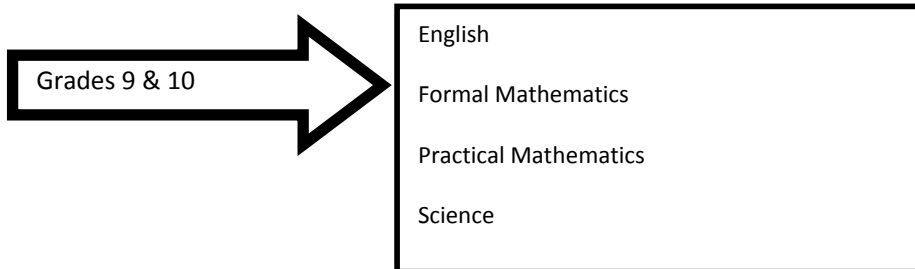 Grades 9 & 10
English
Formal Mathematics
Practical Mathematics
Science